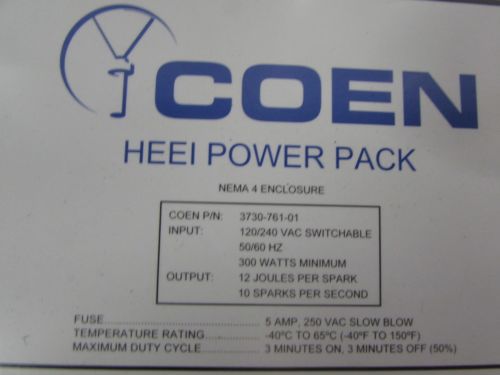 COEN
HEEI POWER PACK
NEMA 4 ENCLOSURE
COEN P/N: 3730-761-01
INPUT: 120/240 VAC SWITCHABLE
50/60 HZ
300 WATTS MINIMUM
OUTPUT: 12 JOULES PER SPARK
10 SPARKS PER SECOND
FUSE........................................ 5 AMP, 250 VAC SLOW BLOW
TEMPERATURE RATING.............. -40ºC TO 65ºC (-40ºF TO 150ºF)
MAXIMUM DUTY CYCLE............... 3 MINUTES ON, 3 MINUTES OFF (50%)